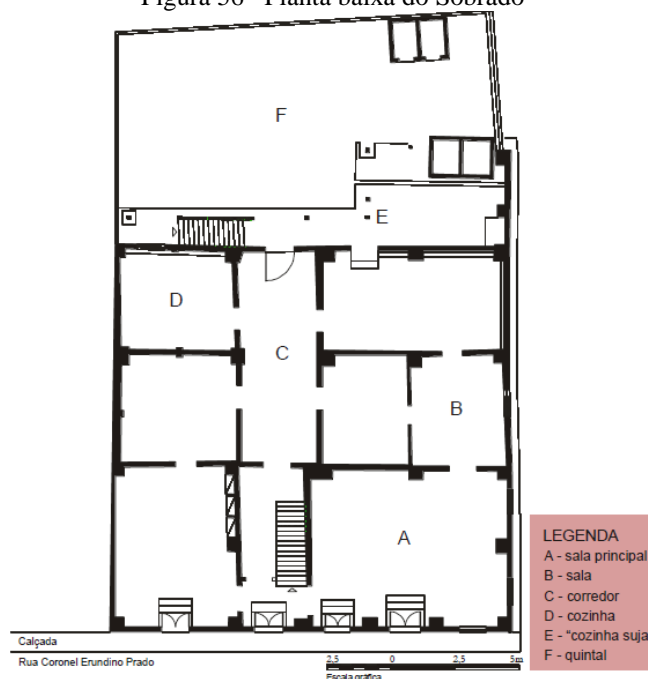 Figura 56 - Planta baixa do Sobrado
F
E
D
C
B
A
LEGENDA
A - sala principal
B - sala
C - corredor
D - cozinha
E - "cozinha suja
F - quintal
Calçada
Rua Coronel Erundino Prado
2,5 0 2,5 5m
Escala gráfica